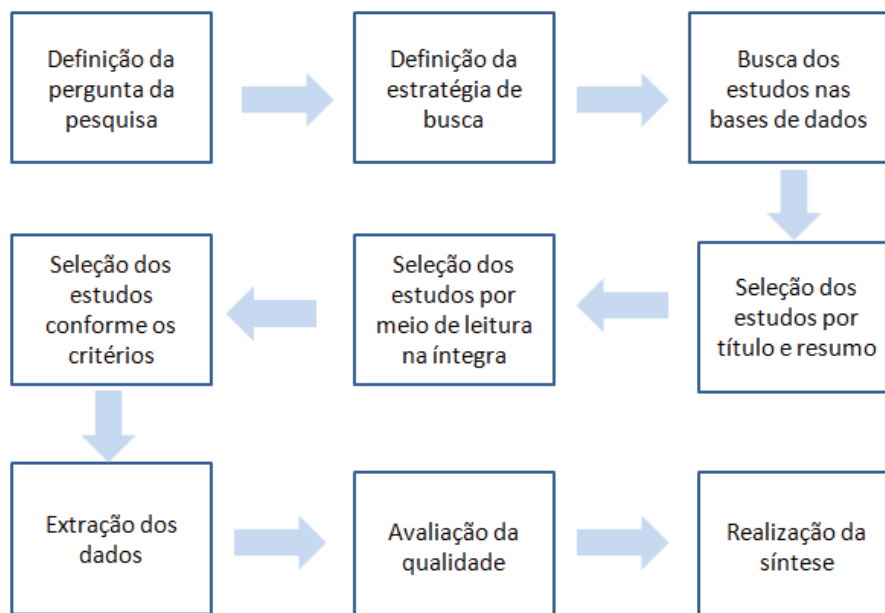 Definição da
pergunta da
pesquisa
Definição da
estratégia de
busca
Busca dos
estudos nas
bases de dados
Seleção dos
estudos por
título e resumo
Seleção dos
estudos por
meio de leitura
na íntegra
Seleção dos
estudos
conforme os
critérios
Extração dos
dados
Avaliação da
qualidade
Realização da
síntese